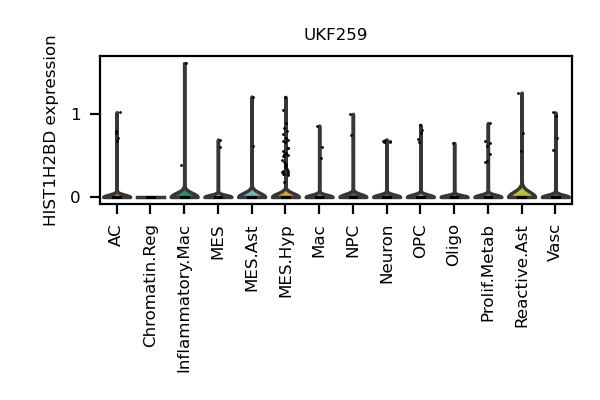 UKF259
HIST1H2BD expression
1
0
AC
Chromatin.Reg
Inflammatory.Mac
MES
MES.Ast
MES.Hyp
Mac
NPC
Neuron
OPC
Oligo
Prolif.Metab
Reactive.Ast
Vasc